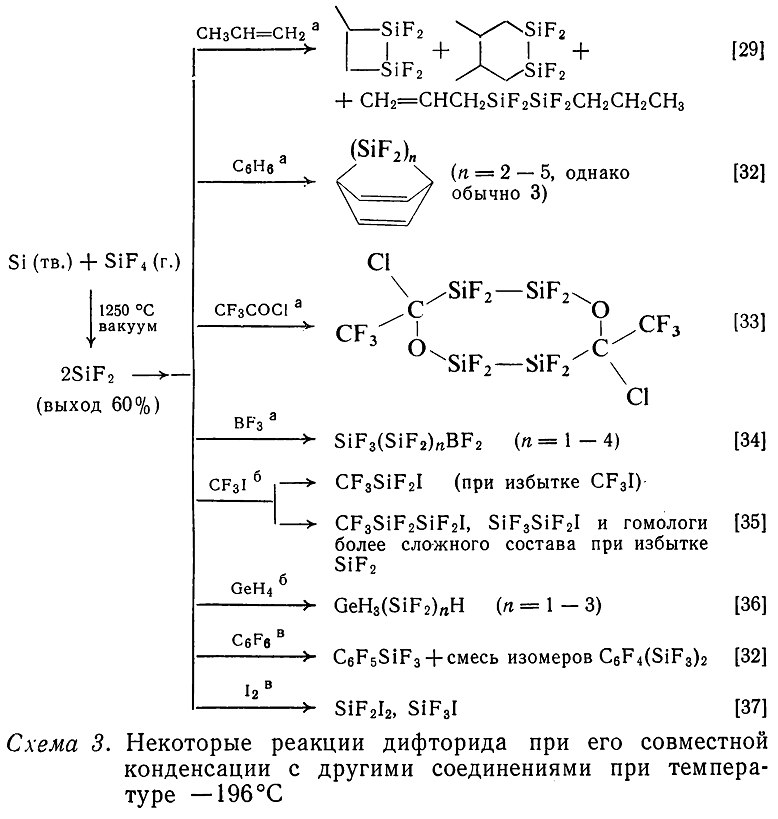 CH₃CH=CH₂ ᵃ
SiF₂
SiF₂
+
SiF₂
SiF₂
+
[29]
+ CH₂=CHCH₂SiF₂SiF₂CH₂CH₂CH₃
C₆H₆ ᵃ
(SiF₂)ₙ
(n = 2 — 5, однако
обычно 3)
[32]
Si (тв.) + SiF₄ (г.)
1250 °C
вакуум
2SiF₂
(выход 60%)
CF₃COCl ᵃ
Cl
C
CF₃
SiF₂—SiF₂
O
O
SiF₂—SiF₂
C
CF₃
Cl
[33]
BF₃ ᵃ
SiF₃(SiF₂)ₙBF₂ (n = 1 — 4)
[34]
CF₃I ᵇ
CF₃SiF₂I (при избытке CF₃I)
CF₃SiF₂SiF₂I, SiF₃SiF₂I и гомологи
[35]
более сложного состава при избытке
SiF₂
GeH₄ б
GeH₃(SiF₂)ₙH (n = 1 — 3)
[36]
C₆F₆ в
C₆F₅SiF₃ + смесь изомеров C₆F₄(SiF₃)₂
[32]
I₂ в
SiF₂I₂, SiF₃I
[37]
Схема 3. Некоторые реакции дифторида при его совместной
конденсации с другими соединениями при темпера-
туре —196°C